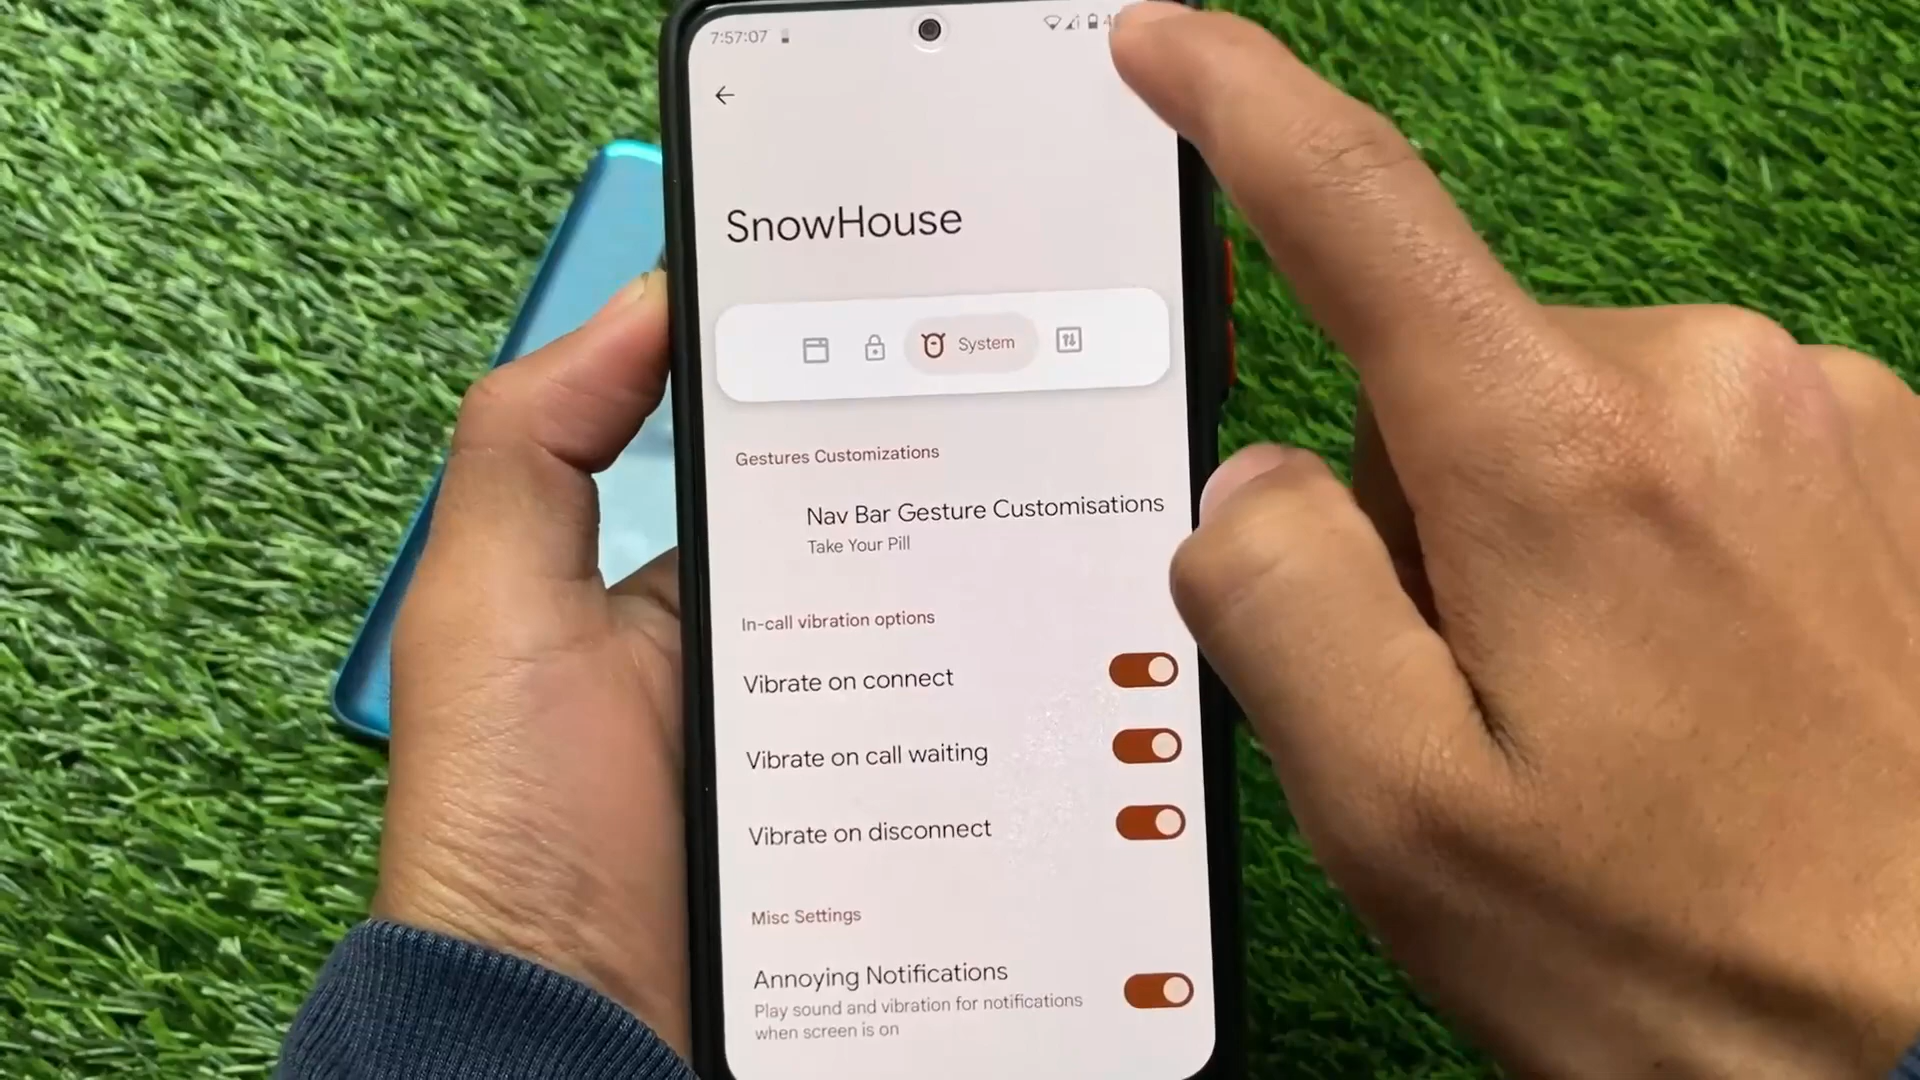 7:57:07
SnowHouse
System
Gestures Customizations
Nav Bar Gesture Customisations
Take Your Pill
In-call vibration options
Vibrate on connect
Vibrate on call waiting
Vibrate on disconnect
Misc Settings
Annoying Notifications
Play sound and vibration for notifications
when screen is on